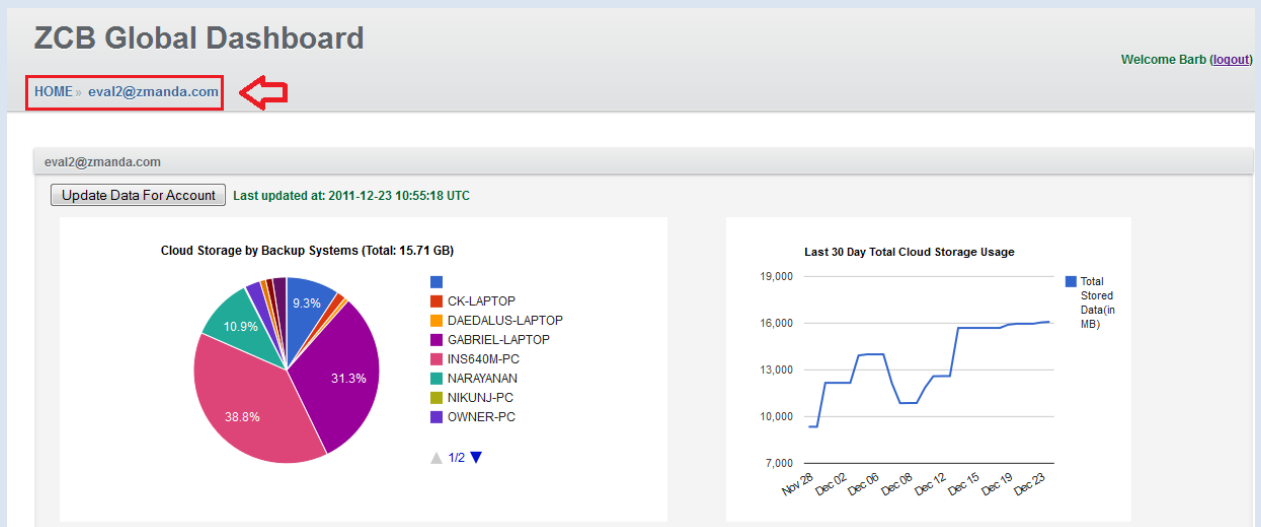 ZCB Global Dashboard
Welcome Barb (logout)
HOME » eval2@zmanda.com
eval2@zmanda.com
Update Data For Account Last updated at: 2011-12-23 10:55:18 UTC
Cloud Storage by Backup Systems (Total: 15.71 GB)
9.3%
10.9%
31.3%
38.8%
CK-LAPTOP
DAEDALUS-LAPTOP
GABRIEL-LAPTOP
INS640M-PC
NARAYANAN
NIKUNJ-PC
OWNER-PC
1/2
Last 30 Day Total Cloud Storage Usage
19,000
16,000
13,000
10,000
7,000
Nov 28 Dec 02 Dec 06 Dec 08 Dec 12 Dec 15 Dec 19 Dec 23
Total
Stored
Data(in
MB)